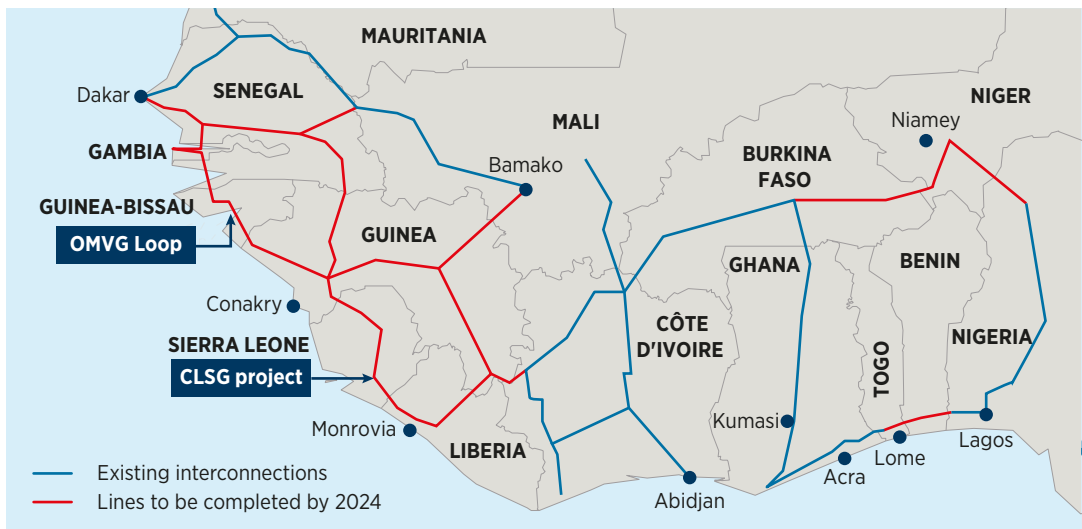 MAURITANIA
Dakar
SENEGAL
MALI
NIGER
Niamey
GAMBIA
Bamako
BURKINA
FASO
GUINEA-BISSAU
OMVG Loop
GUINEA
GHANA
BENIN
Conakry
CÔTE
D'IVOIRE
NIGERIA
SIERRA LEONE
CLSG project
TOGO
Monrovia
LIBERIA
Kumasi
Lagos
Lome
Acra
Abidjan
Existing interconnections
Lines to be completed by 2024